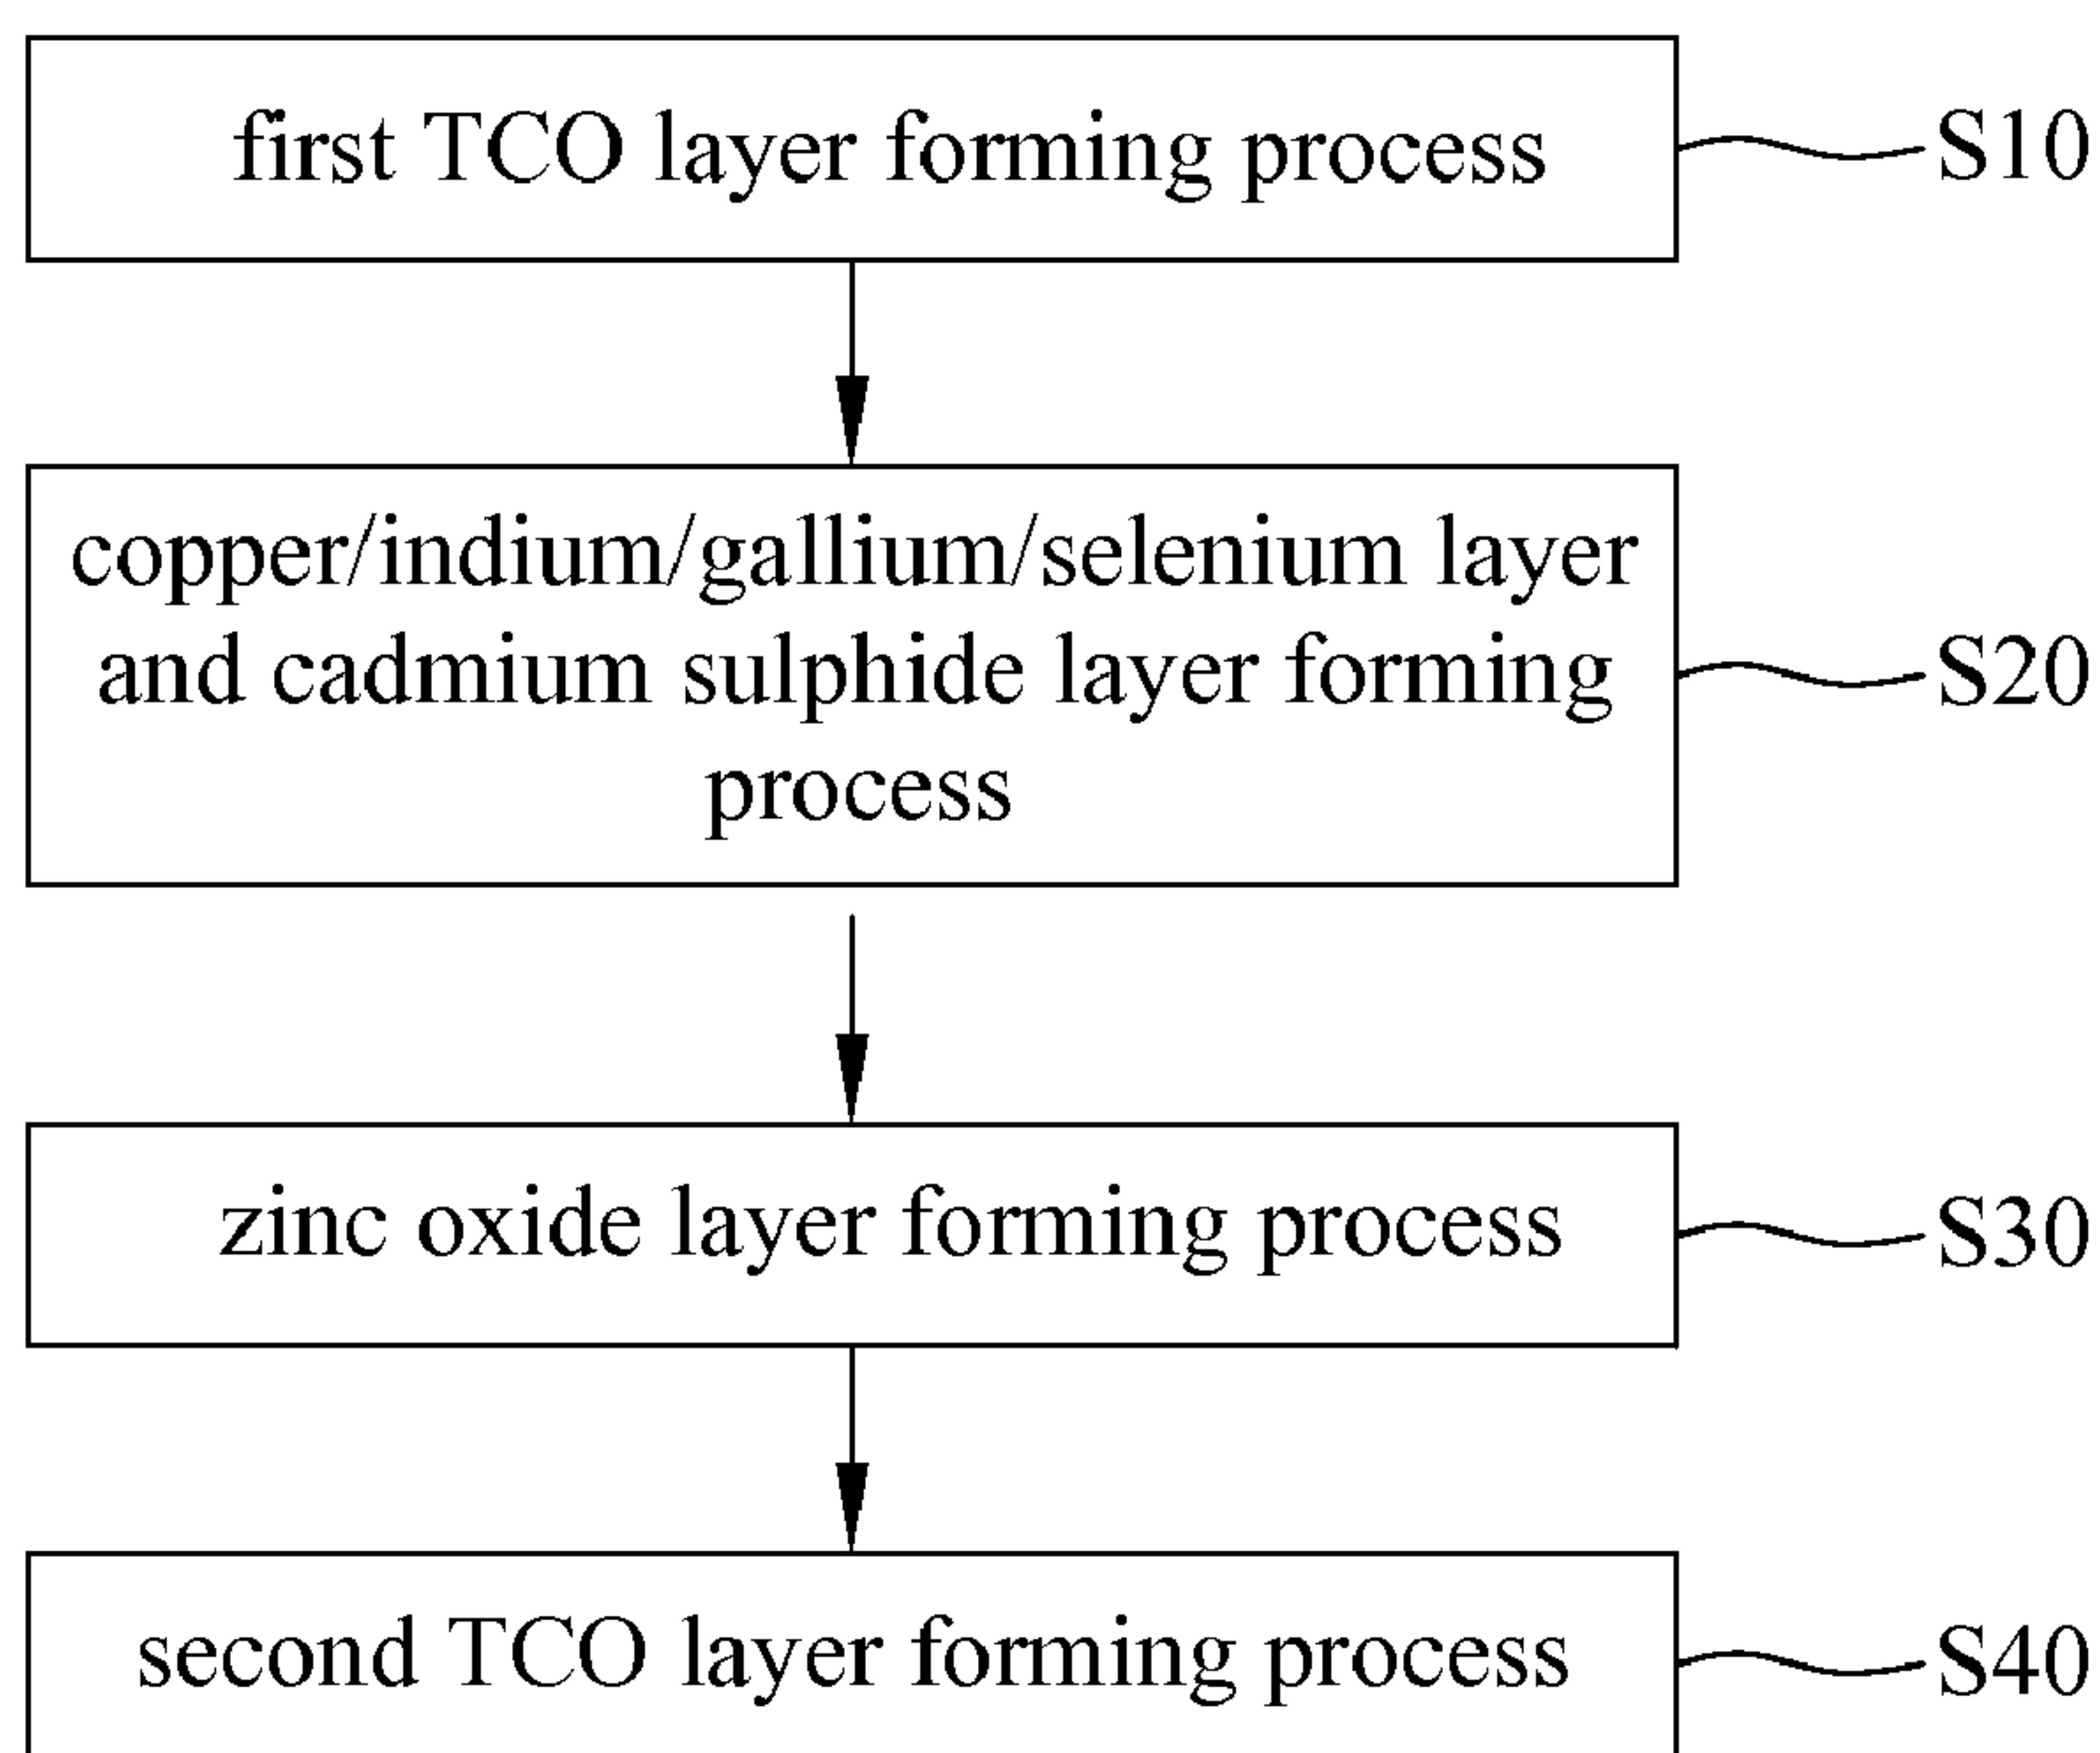 first TCO layer forming process
S10
copper/indium/gallium/selenium layer
and cadmium sulphide layer forming
process
S20
zinc oxide layer forming process
S30
second TCO layer forming process
S40